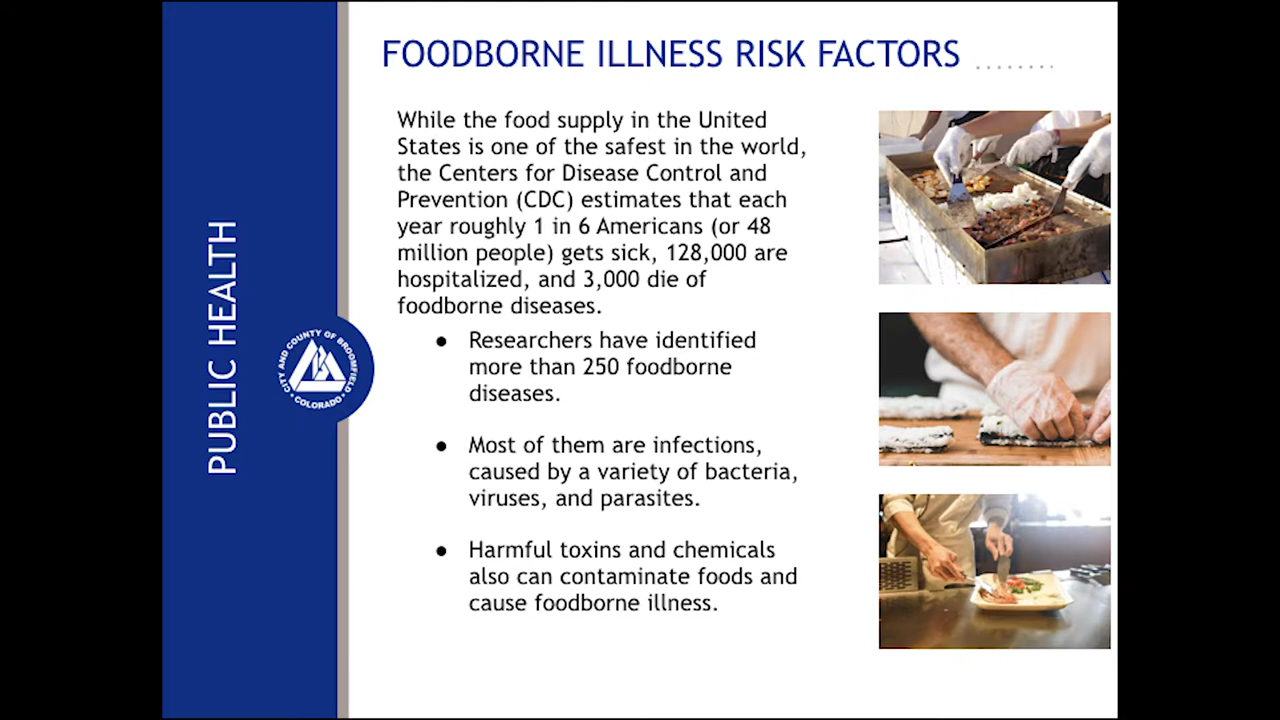 FOODBORNE ILLNESS RISK FACTORS ........
While the food supply in the United
States is one of the safest in the world,
the Centers for Disease Control and
Prevention (CDC) estimates that each
year roughly 1 in 6 Americans (or 48
million people) gets sick, 128,000 are
hospitalized, and 3,000 die of
foodborne diseases.
● Researchers have identified
more than 250 foodborne
diseases.
● Most of them are infections,
caused by a variety of bacteria,
viruses, and parasites.
● Harmful toxins and chemicals
also can contaminate foods and
cause foodborne illness.
PUBLIC HEALTH
CITY AND COUNTY OF BROOMFIELD
• COLORADO •